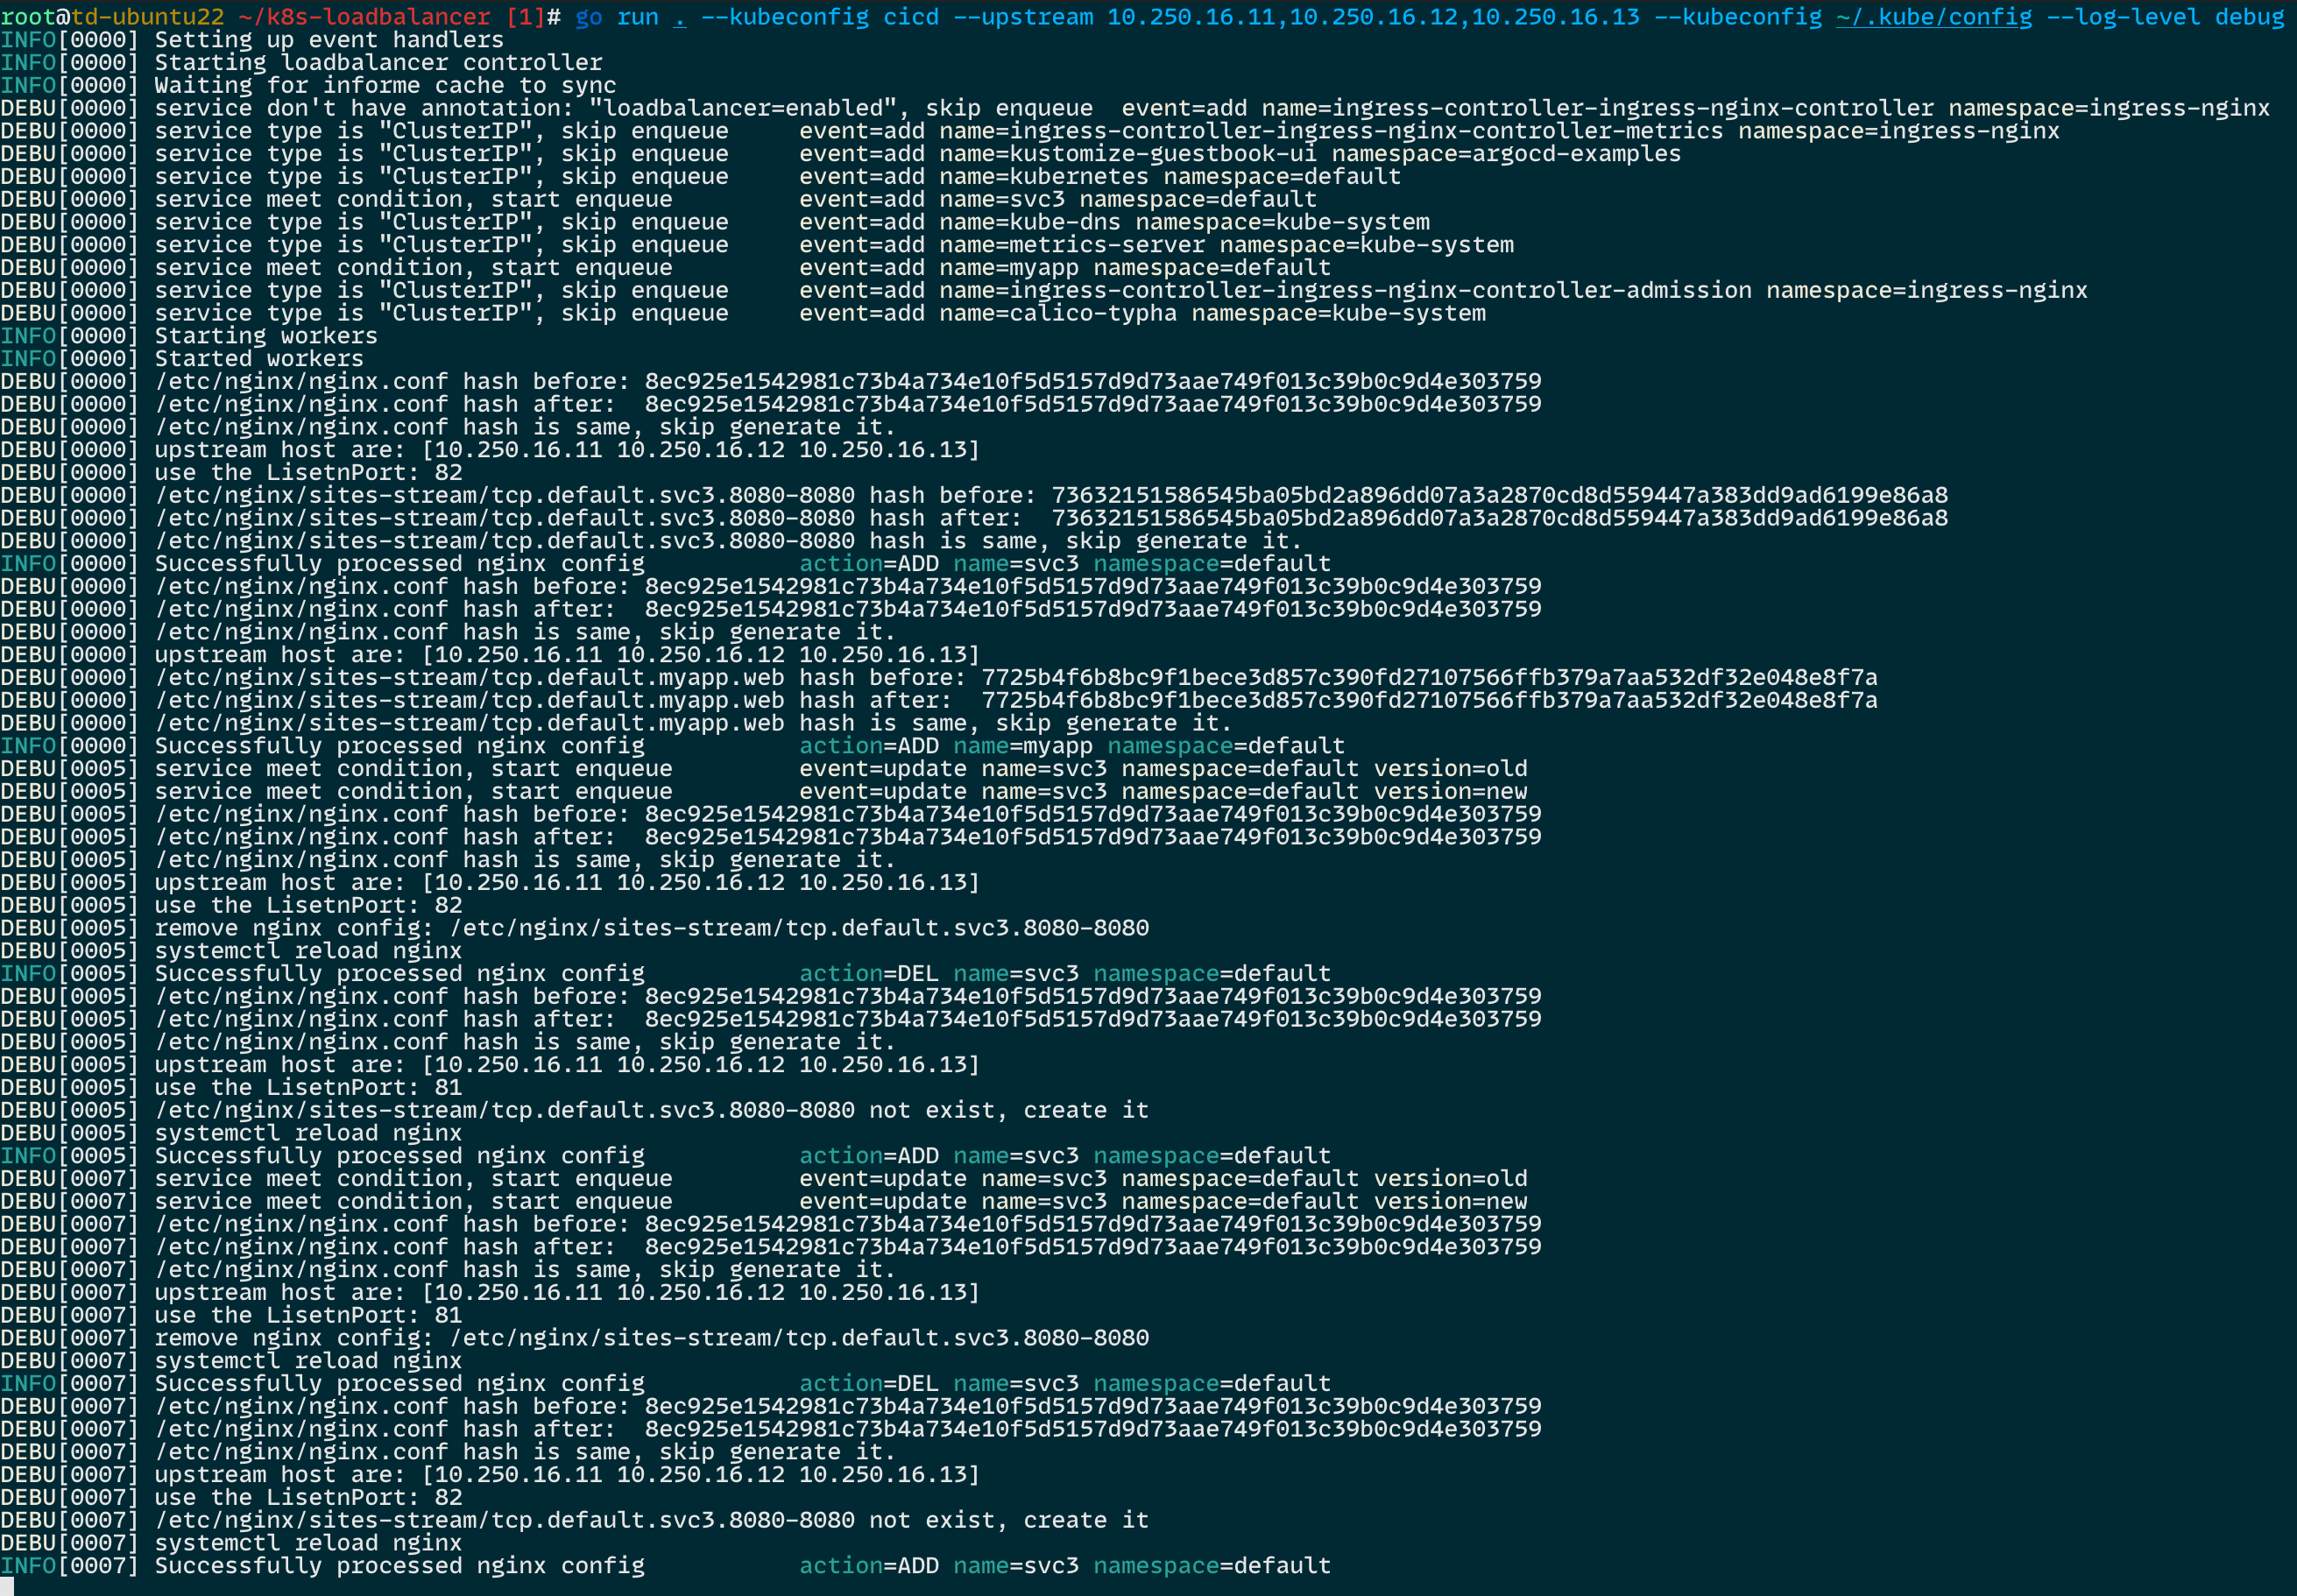 root@td-ubuntu22 ~/k8s-loadbalancer [1]# go run . --kubeconfig cicd --upstream 10.250.16.11,10.250.16.12,10.250.16.13 --kubeconfig ~/.kube/config --log-level debug
INFO[0000] Setting up event handlers
INFO[0000] Starting loadbalancer controller
INFO[0000] Waiting for informe cache to sync
DEBU[0000] service don't have annotation: "loadbalancer=enabled", skip enqueue  event=add name=ingress-controller-ingress-nginx-controller namespace=ingress-nginx
DEBU[0000] service type is "ClusterIP", skip enqueue     event=add name=ingress-controller-ingress-nginx-controller-metrics namespace=ingress-nginx
DEBU[0000] service type is "ClusterIP", skip enqueue     event=add name=kustomize-guestbook-ui namespace=argocd-examples
DEBU[0000] service type is "ClusterIP", skip enqueue     event=add name=kubernetes namespace=default
DEBU[0000] service meet condition, start enqueue         event=add name=svc3 namespace=default
DEBU[0000] service type is "ClusterIP", skip enqueue     event=add name=kube-dns namespace=kube-system
DEBU[0000] service type is "ClusterIP", skip enqueue     event=add name=metrics-server namespace=kube-system
DEBU[0000] service meet condition, start enqueue         event=add name=myapp namespace=default
DEBU[0000] service type is "ClusterIP", skip enqueue     event=add name=ingress-controller-ingress-nginx-controller-admission namespace=ingress-nginx
DEBU[0000] service type is "ClusterIP", skip enqueue     event=add name=calico-typha namespace=kube-system
INFO[0000] Starting workers
INFO[0000] Started workers
DEBU[0000] /etc/nginx/nginx.conf hash before: 8ec925e1542981c73b4a734e10f5d5157d9d73aae749f013c39b0c9d4e303759
DEBU[0000] /etc/nginx/nginx.conf hash after:  8ec925e1542981c73b4a734e10f5d5157d9d73aae749f013c39b0c9d4e303759
DEBU[0000] /etc/nginx/nginx.conf hash is same, skip generate it.
DEBU[0000] upstream host are: [10.250.16.11 10.250.16.12 10.250.16.13]
DEBU[0000] use the LisetnPort: 82
DEBU[0000] /etc/nginx/sites-stream/tcp.default.svc3.8080-8080 hash before: 73632151586545ba05bd2a896dd07a3a2870cd8d559447a383dd9ad6199e86a8
DEBU[0000] /etc/nginx/sites-stream/tcp.default.svc3.8080-8080 hash after:  73632151586545ba05bd2a896dd07a3a2870cd8d559447a383dd9ad6199e86a8
DEBU[0000] /etc/nginx/sites-stream/tcp.default.svc3.8080-8080 hash is same, skip generate it.
INFO[0000] Successfully processed nginx config           action=ADD name=svc3 namespace=default
DEBU[0000] /etc/nginx/nginx.conf hash before: 8ec925e1542981c73b4a734e10f5d5157d9d73aae749f013c39b0c9d4e303759
DEBU[0000] /etc/nginx/nginx.conf hash after:  8ec925e1542981c73b4a734e10f5d5157d9d73aae749f013c39b0c9d4e303759
DEBU[0000] /etc/nginx/nginx.conf hash is same, skip generate it.
DEBU[0000] upstream host are: [10.250.16.11 10.250.16.12 10.250.16.13]
DEBU[0000] /etc/nginx/sites-stream/tcp.default.myapp.web hash before: 7725b4f6b8bc9f1bece3d857c390fd27107566ffb379a7aa532df32e048e8f7a
DEBU[0000] /etc/nginx/sites-stream/tcp.default.myapp.web hash after:  7725b4f6b8bc9f1bece3d857c390fd27107566ffb379a7aa532df32e048e8f7a
DEBU[0000] /etc/nginx/sites-stream/tcp.default.myapp.web hash is same, skip generate it.
INFO[0000] Successfully processed nginx config           action=ADD name=myapp namespace=default
DEBU[0005] service meet condition, start enqueue         event=update name=svc3 namespace=default version=old
DEBU[0005] service meet condition, start enqueue         event=update name=svc3 namespace=default version=new
DEBU[0005] /etc/nginx/nginx.conf hash before: 8ec925e1542981c73b4a734e10f5d5157d9d73aae749f013c39b0c9d4e303759
DEBU[0005] /etc/nginx/nginx.conf hash after:  8ec925e1542981c73b4a734e10f5d5157d9d73aae749f013c39b0c9d4e303759
DEBU[0005] /etc/nginx/nginx.conf hash is same, skip generate it.
DEBU[0005] upstream host are: [10.250.16.11 10.250.16.12 10.250.16.13]
DEBU[0005] use the LisetnPort: 82
DEBU[0005] remove nginx config: /etc/nginx/sites-stream/tcp.default.svc3.8080-8080
DEBU[0005] systemctl reload nginx
INFO[0005] Successfully processed nginx config           action=DEL name=svc3 namespace=default
DEBU[0005] /etc/nginx/nginx.conf hash before: 8ec925e1542981c73b4a734e10f5d5157d9d73aae749f013c39b0c9d4e303759
DEBU[0005] /etc/nginx/nginx.conf hash after:  8ec925e1542981c73b4a734e10f5d5157d9d73aae749f013c39b0c9d4e303759
DEBU[0005] /etc/nginx/nginx.conf hash is same, skip generate it.
DEBU[0005] upstream host are: [10.250.16.11 10.250.16.12 10.250.16.13]
DEBU[0005] use the LisetnPort: 81
DEBU[0005] /etc/nginx/sites-stream/tcp.default.svc3.8080-8080 not exist, create it
DEBU[0005] systemctl reload nginx
INFO[0005] Successfully processed nginx config           action=ADD name=svc3 namespace=default
DEBU[0007] service meet condition, start enqueue         event=update name=svc3 namespace=default version=old
DEBU[0007] service meet condition, start enqueue         event=update name=svc3 namespace=default version=new
DEBU[0007] /etc/nginx/nginx.conf hash before: 8ec925e1542981c73b4a734e10f5d5157d9d73aae749f013c39b0c9d4e303759
DEBU[0007] /etc/nginx/nginx.conf hash after:  8ec925e1542981c73b4a734e10f5d5157d9d73aae749f013c39b0c9d4e303759
DEBU[0007] /etc/nginx/nginx.conf hash is same, skip generate it.
DEBU[0007] upstream host are: [10.250.16.11 10.250.16.12 10.250.16.13]
DEBU[0007] use the LisetnPort: 81
DEBU[0007] remove nginx config: /etc/nginx/sites-stream/tcp.default.svc3.8080-8080
DEBU[0007] systemctl reload nginx
INFO[0007] Successfully processed nginx config           action=DEL name=svc3 namespace=default
DEBU[0007] /etc/nginx/nginx.conf hash before: 8ec925e1542981c73b4a734e10f5d5157d9d73aae749f013c39b0c9d4e303759
DEBU[0007] /etc/nginx/nginx.conf hash after:  8ec925e1542981c73b4a734e10f5d5157d9d73aae749f013c39b0c9d4e303759
DEBU[0007] /etc/nginx/nginx.conf hash is same, skip generate it.
DEBU[0007] upstream host are: [10.250.16.11 10.250.16.12 10.250.16.13]
DEBU[0007] use the LisetnPort: 82
DEBU[0007] /etc/nginx/sites-stream/tcp.default.svc3.8080-8080 not exist, create it
DEBU[0007] systemctl reload nginx
INFO[0007] Successfully processed nginx config           action=ADD name=svc3 namespace=default